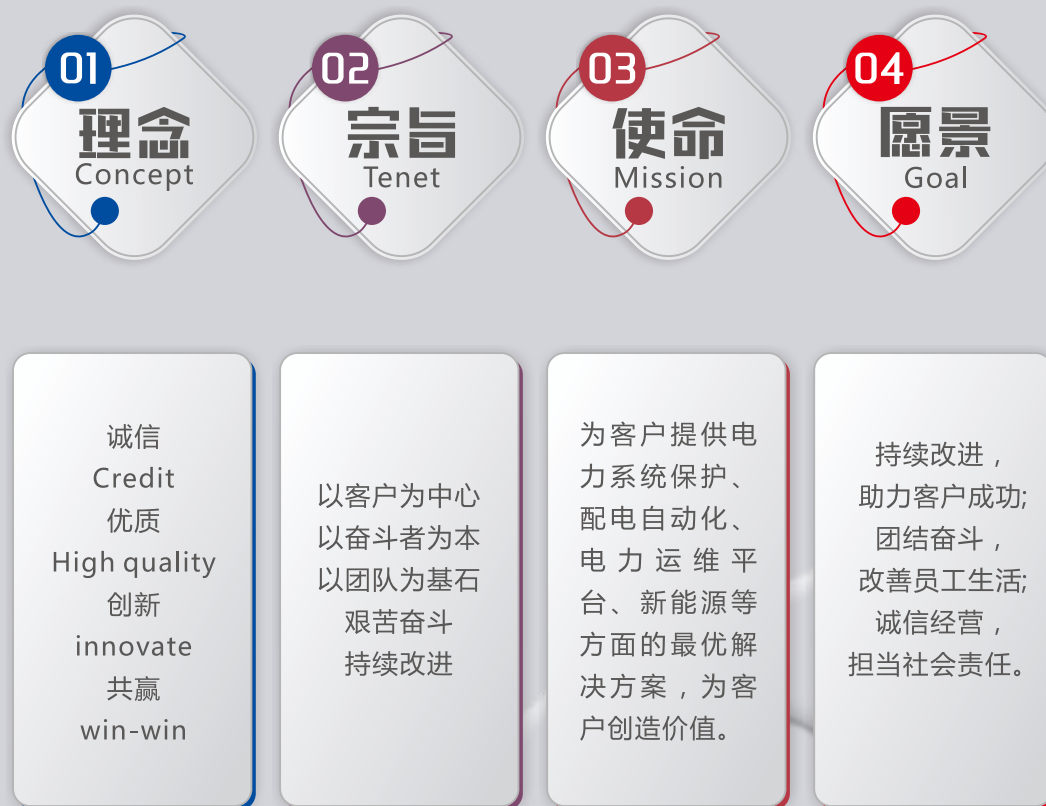 01
理念
Concept
02
宗旨
Tenet
03
使命
Mission
04
愿景
Goal
诚信
Credit
优质
High quality
创新
innovate
共赢
win-win
以客户为中心
以奋斗者为本
以团队为基石
艰苦奋斗
持续改进
为客户提供电
力系统保护、
配电自动化、
电力运维平
台、新能源等
方面的最优解
决方案，为客
户创造价值。
持续改进，
助力客户成功;
团结奋斗，
改善员工生活;
诚信经营，
担当社会责任。